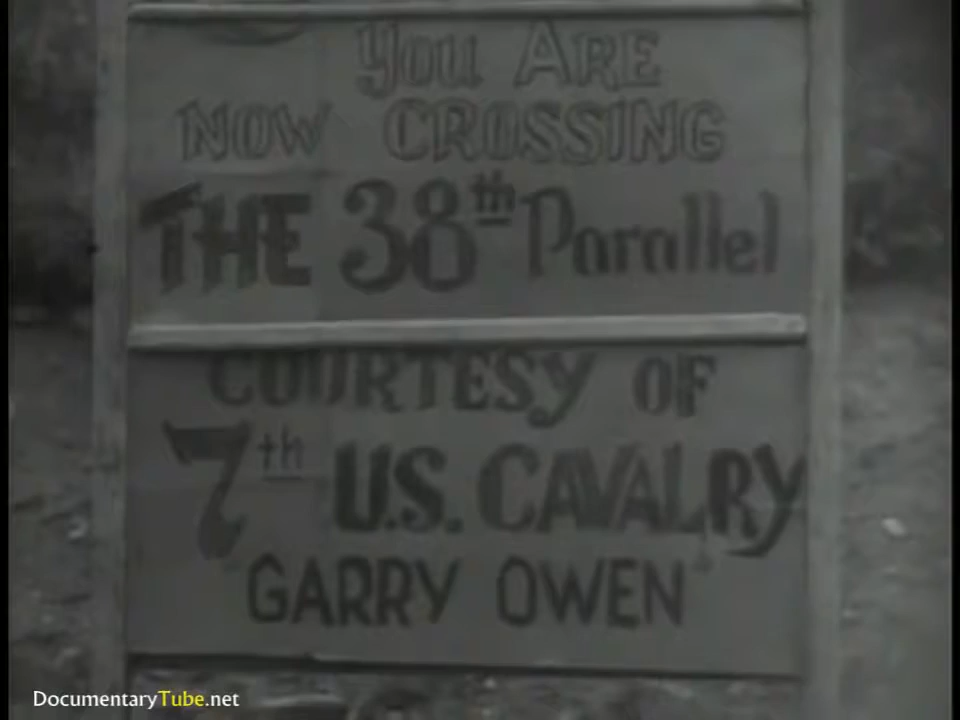 You ARE
NOW CROSSING
THE 38th Parallel
COURTESY OF
7th U.S. CAVALRY
"GARRY OWEN"
DocumentaryTube.net